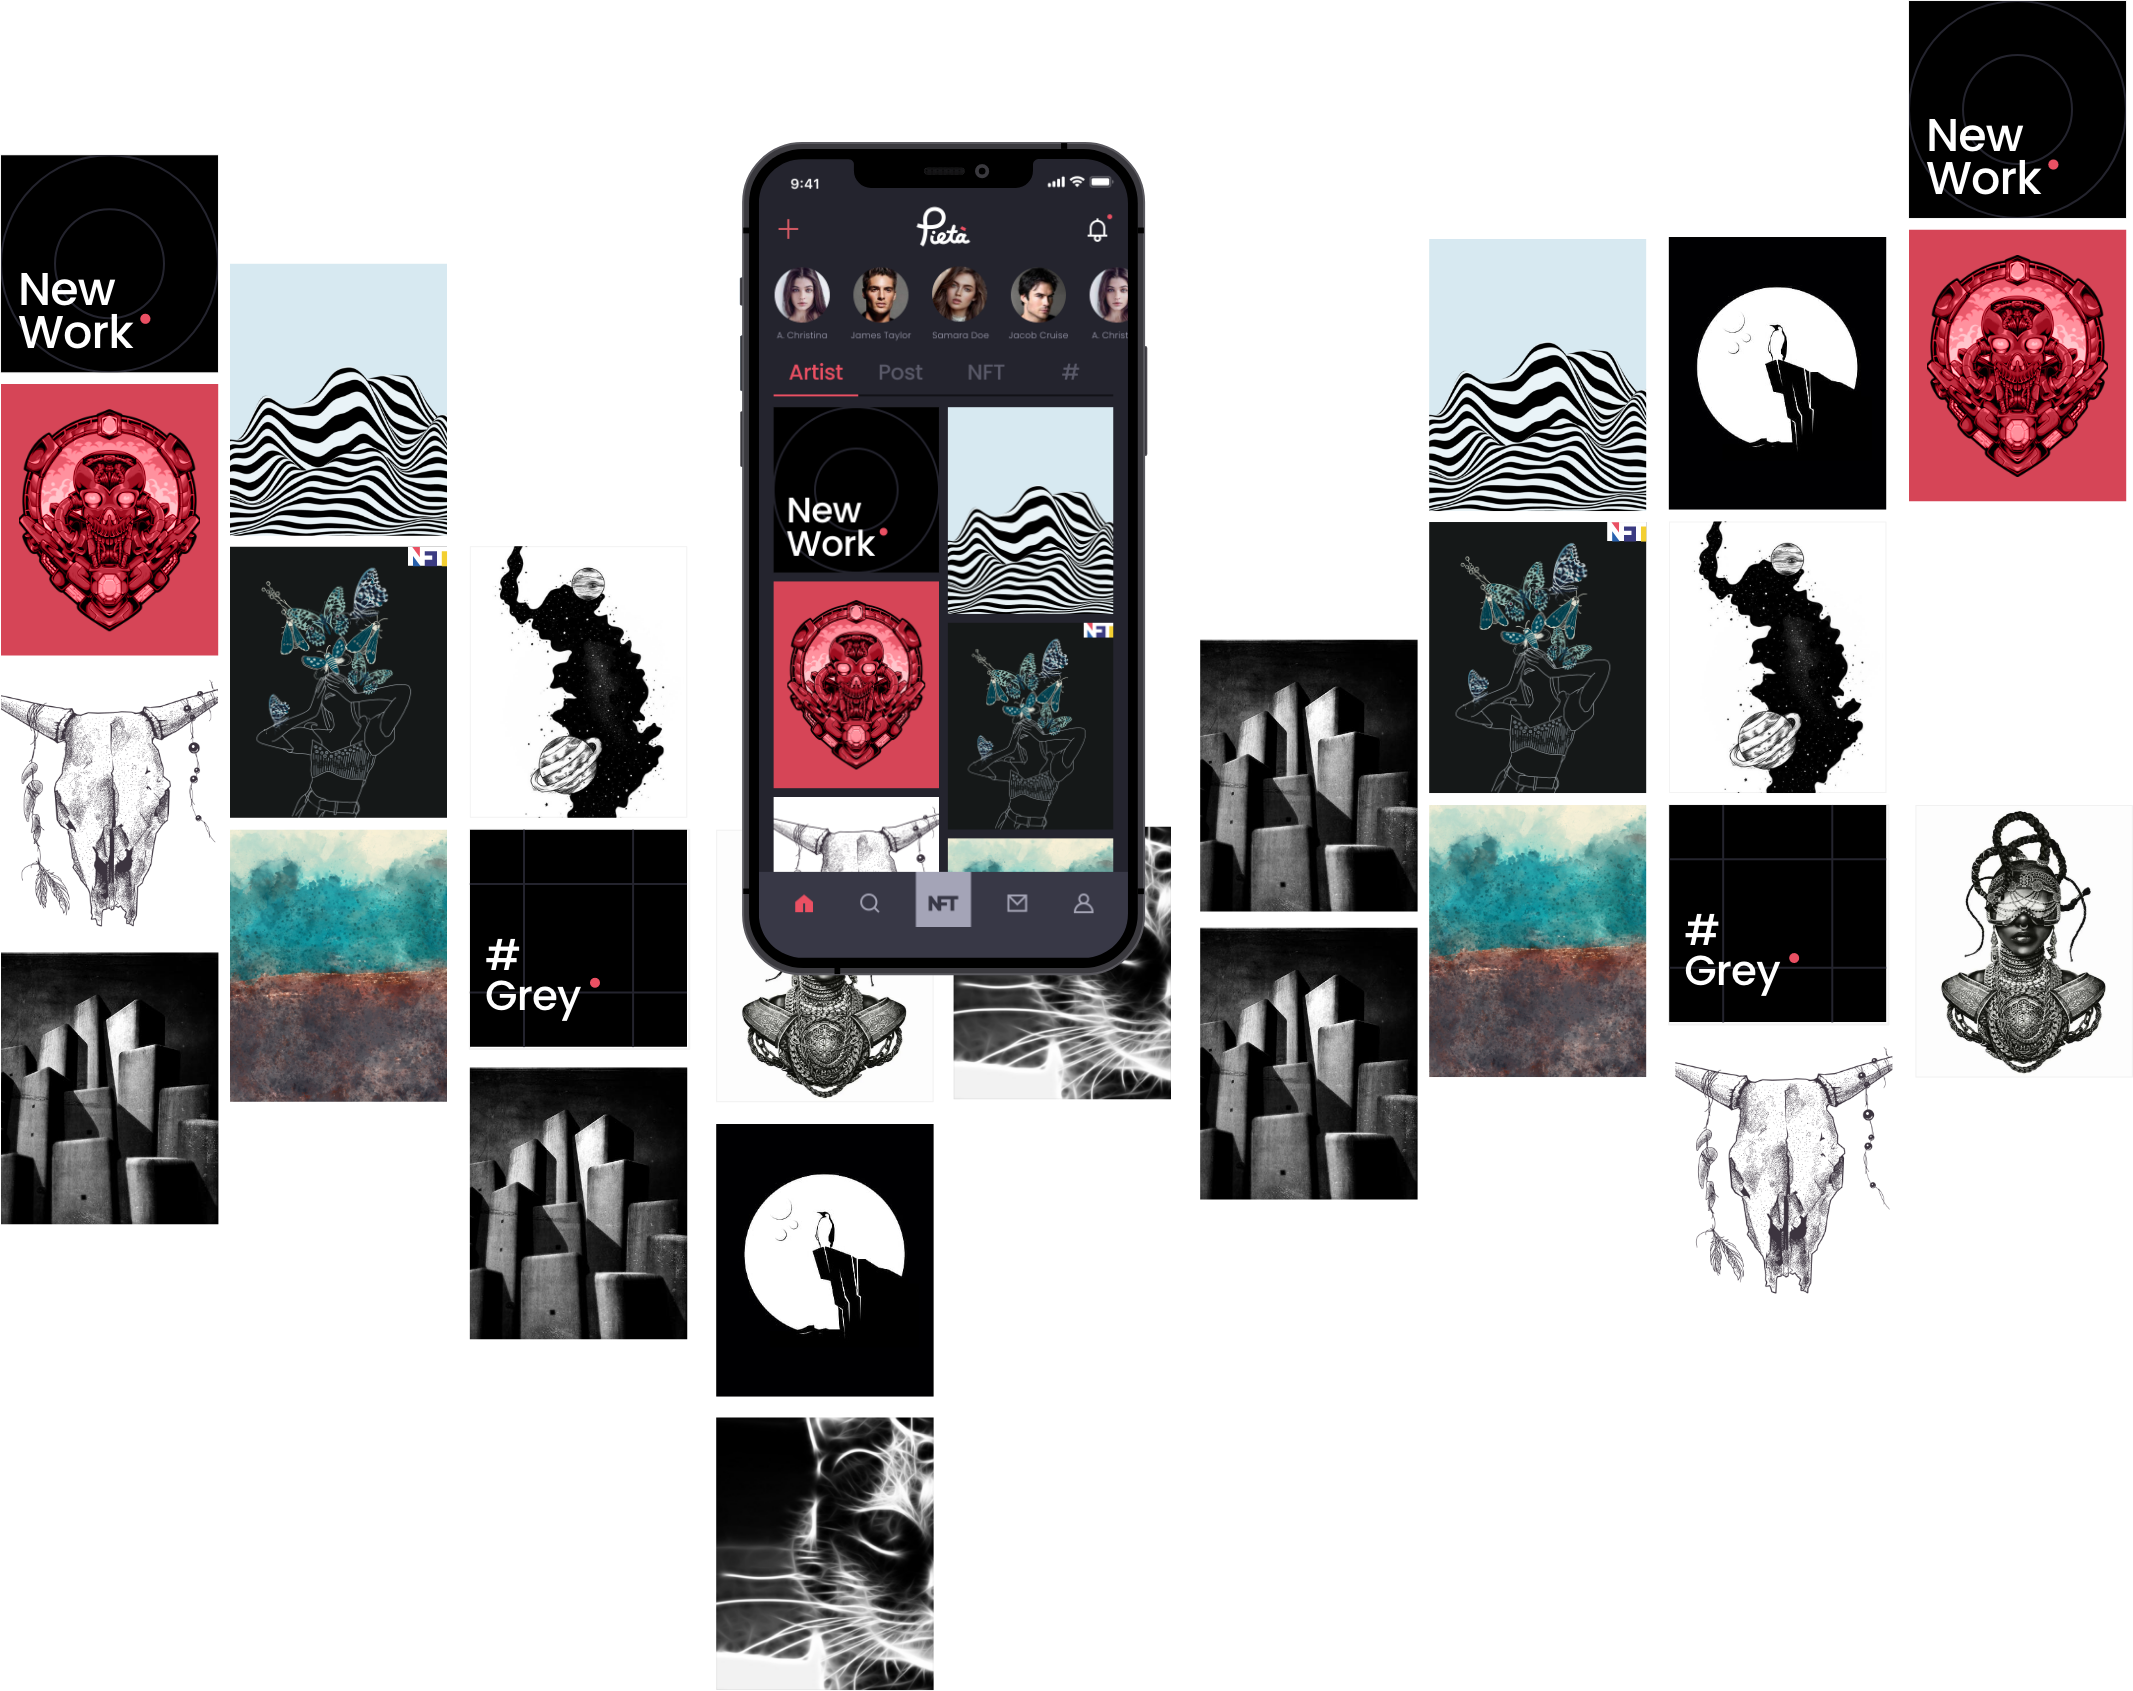 New
Work
New
Work
9:41
Pietà
A. Christina
James Taylor
Samara Doe
Jacob Cruise
A. Christ
Artist
Post
NFT
#
New
Work
NFT
NFT
NFT
NFT
#
Grey
#
Grey